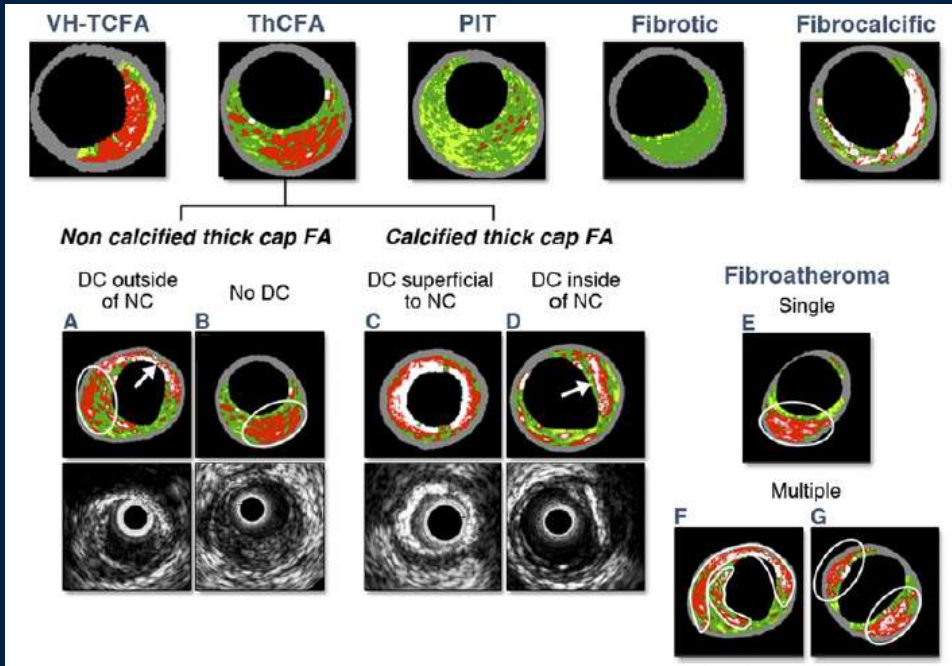 VH-TCFA
ThCFA
PIT
Fibrotic
Fibrocalcific
Non calcified thick cap FA
Calcified thick cap FA
DC outside
of NC
No DC
DC superficial
to NC
DC inside
of NC
Fibroatheroma
Single
A
B
C
D
E
Multiple
F
G